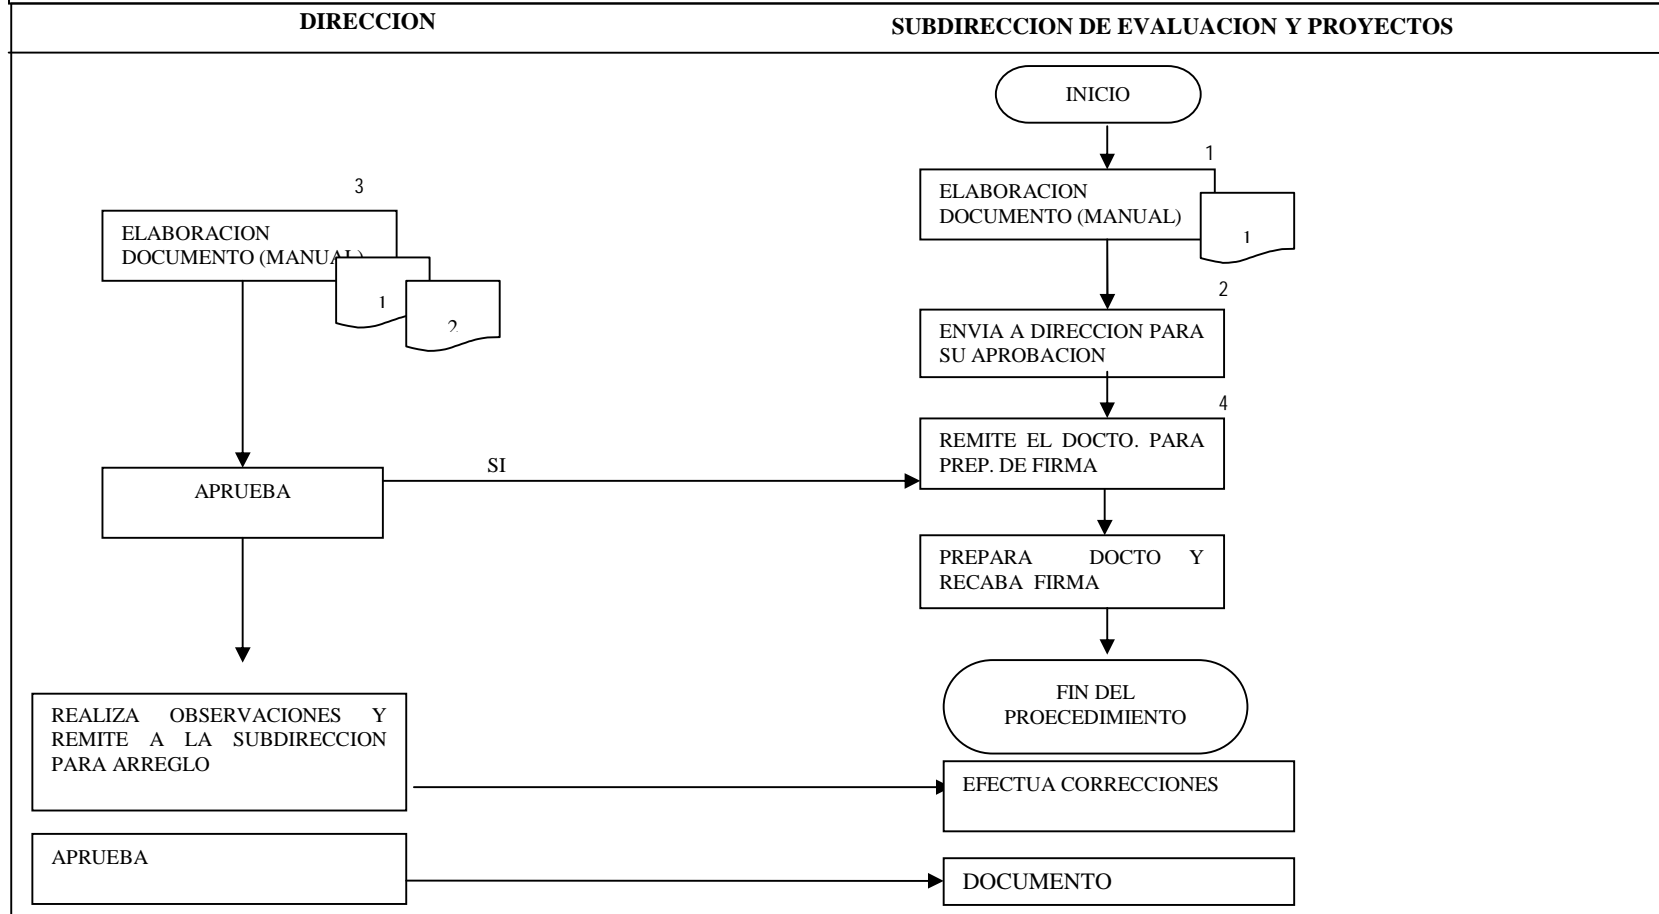 DIRECCION
SUBDIRECCION DE EVALUACION Y PROYECTOS
INICIO
1
ELABORACION
DOCUMENTO (MANUAL)
1
2
ENVIA A DIRECCION PARA
SU APROBACION
3
ELABORACION
DOCUMENTO (MANUAL)
1
2
4
REMITE EL DOCTO. PARA
PREP. DE FIRMA
APRUEBA
SI
PREPARA DOCTO Y
RECABA FIRMA
FIN DEL
PROECEDIMIENTO
REALIZA OBSERVACIONES Y
REMITE A LA SUBDIRECCION
PARA ARREGLO
EFECTUA CORRECCIONES
APRUEBA
DOCUMENTO